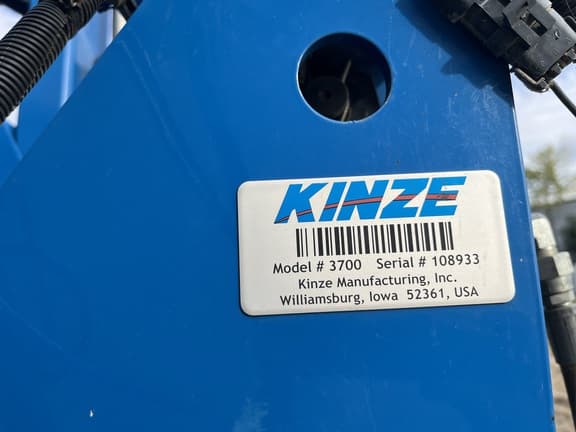 KINZE
Model # 3700 Serial # 108933
Kinze Manufacturing, Inc.
Williamsburg, Iowa 52361, USA